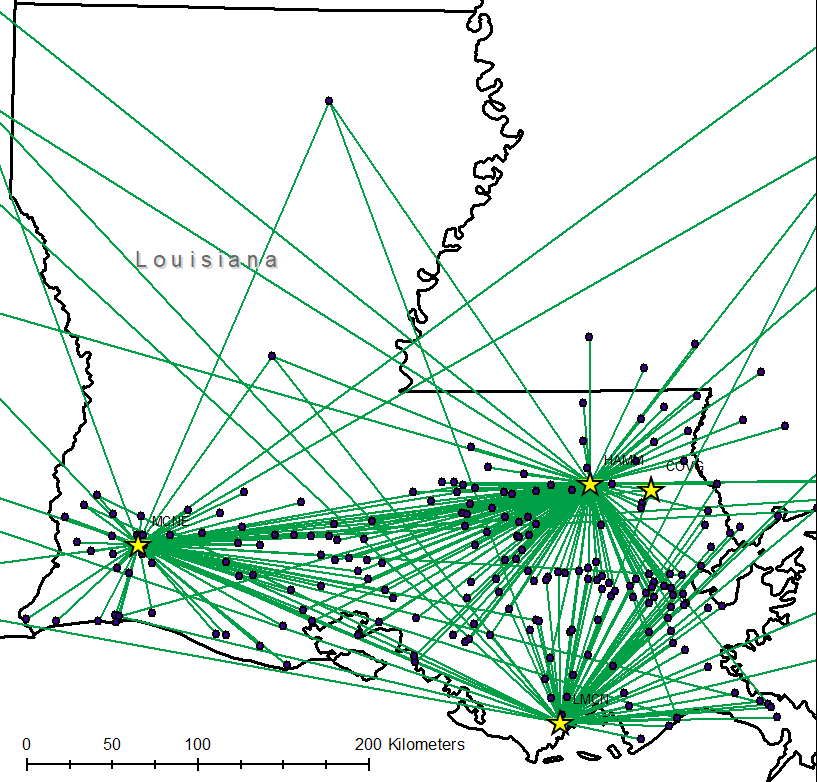 Louisiana
HAMM
COVG
MCNE
LMCN
0 50 100 200 Kilometers